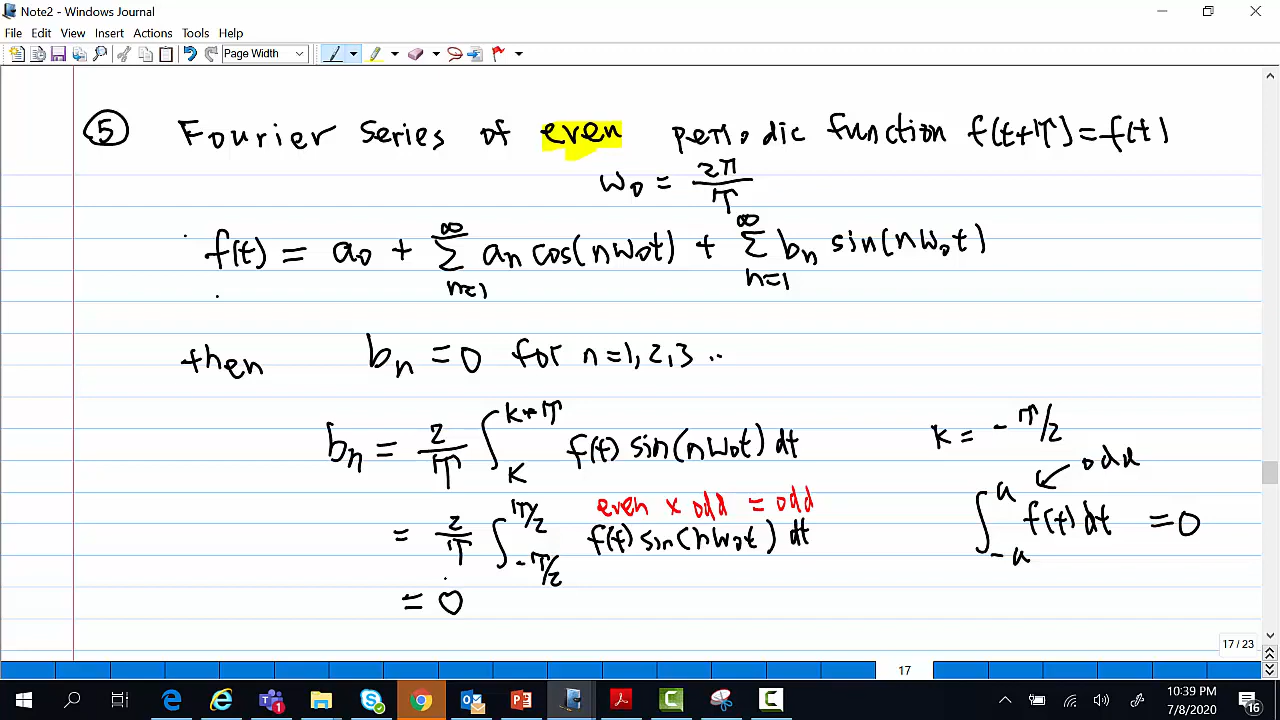 Note2 - Windows Journal
File Edit View Insert Actions Tools Help
Page Width
⑤ Fourier Series of even periodic function f(t+T)=f(t)
ω₀ = 2π/T
f(t) = a₀ + ∑_{n=1}^{∞} aₙ cos(nω₀t) + ∑_{n=1}^{∞} bₙ sin(nω₀t)
then bₙ = 0 for n=1,2,3 ..
bₙ = 2/T ∫_{K}^{K+T} f(t) sin(nω₀t) dt
K = -T/2
even × odd = odd
= 2/T ∫_{-T/2}^{T/2} f(t) sin(nω₀t) dt
odd
∫_{-a}^{a} f(t) dt = 0
= 0
17 / 23
17
10:39 PM
7/8/2020
16